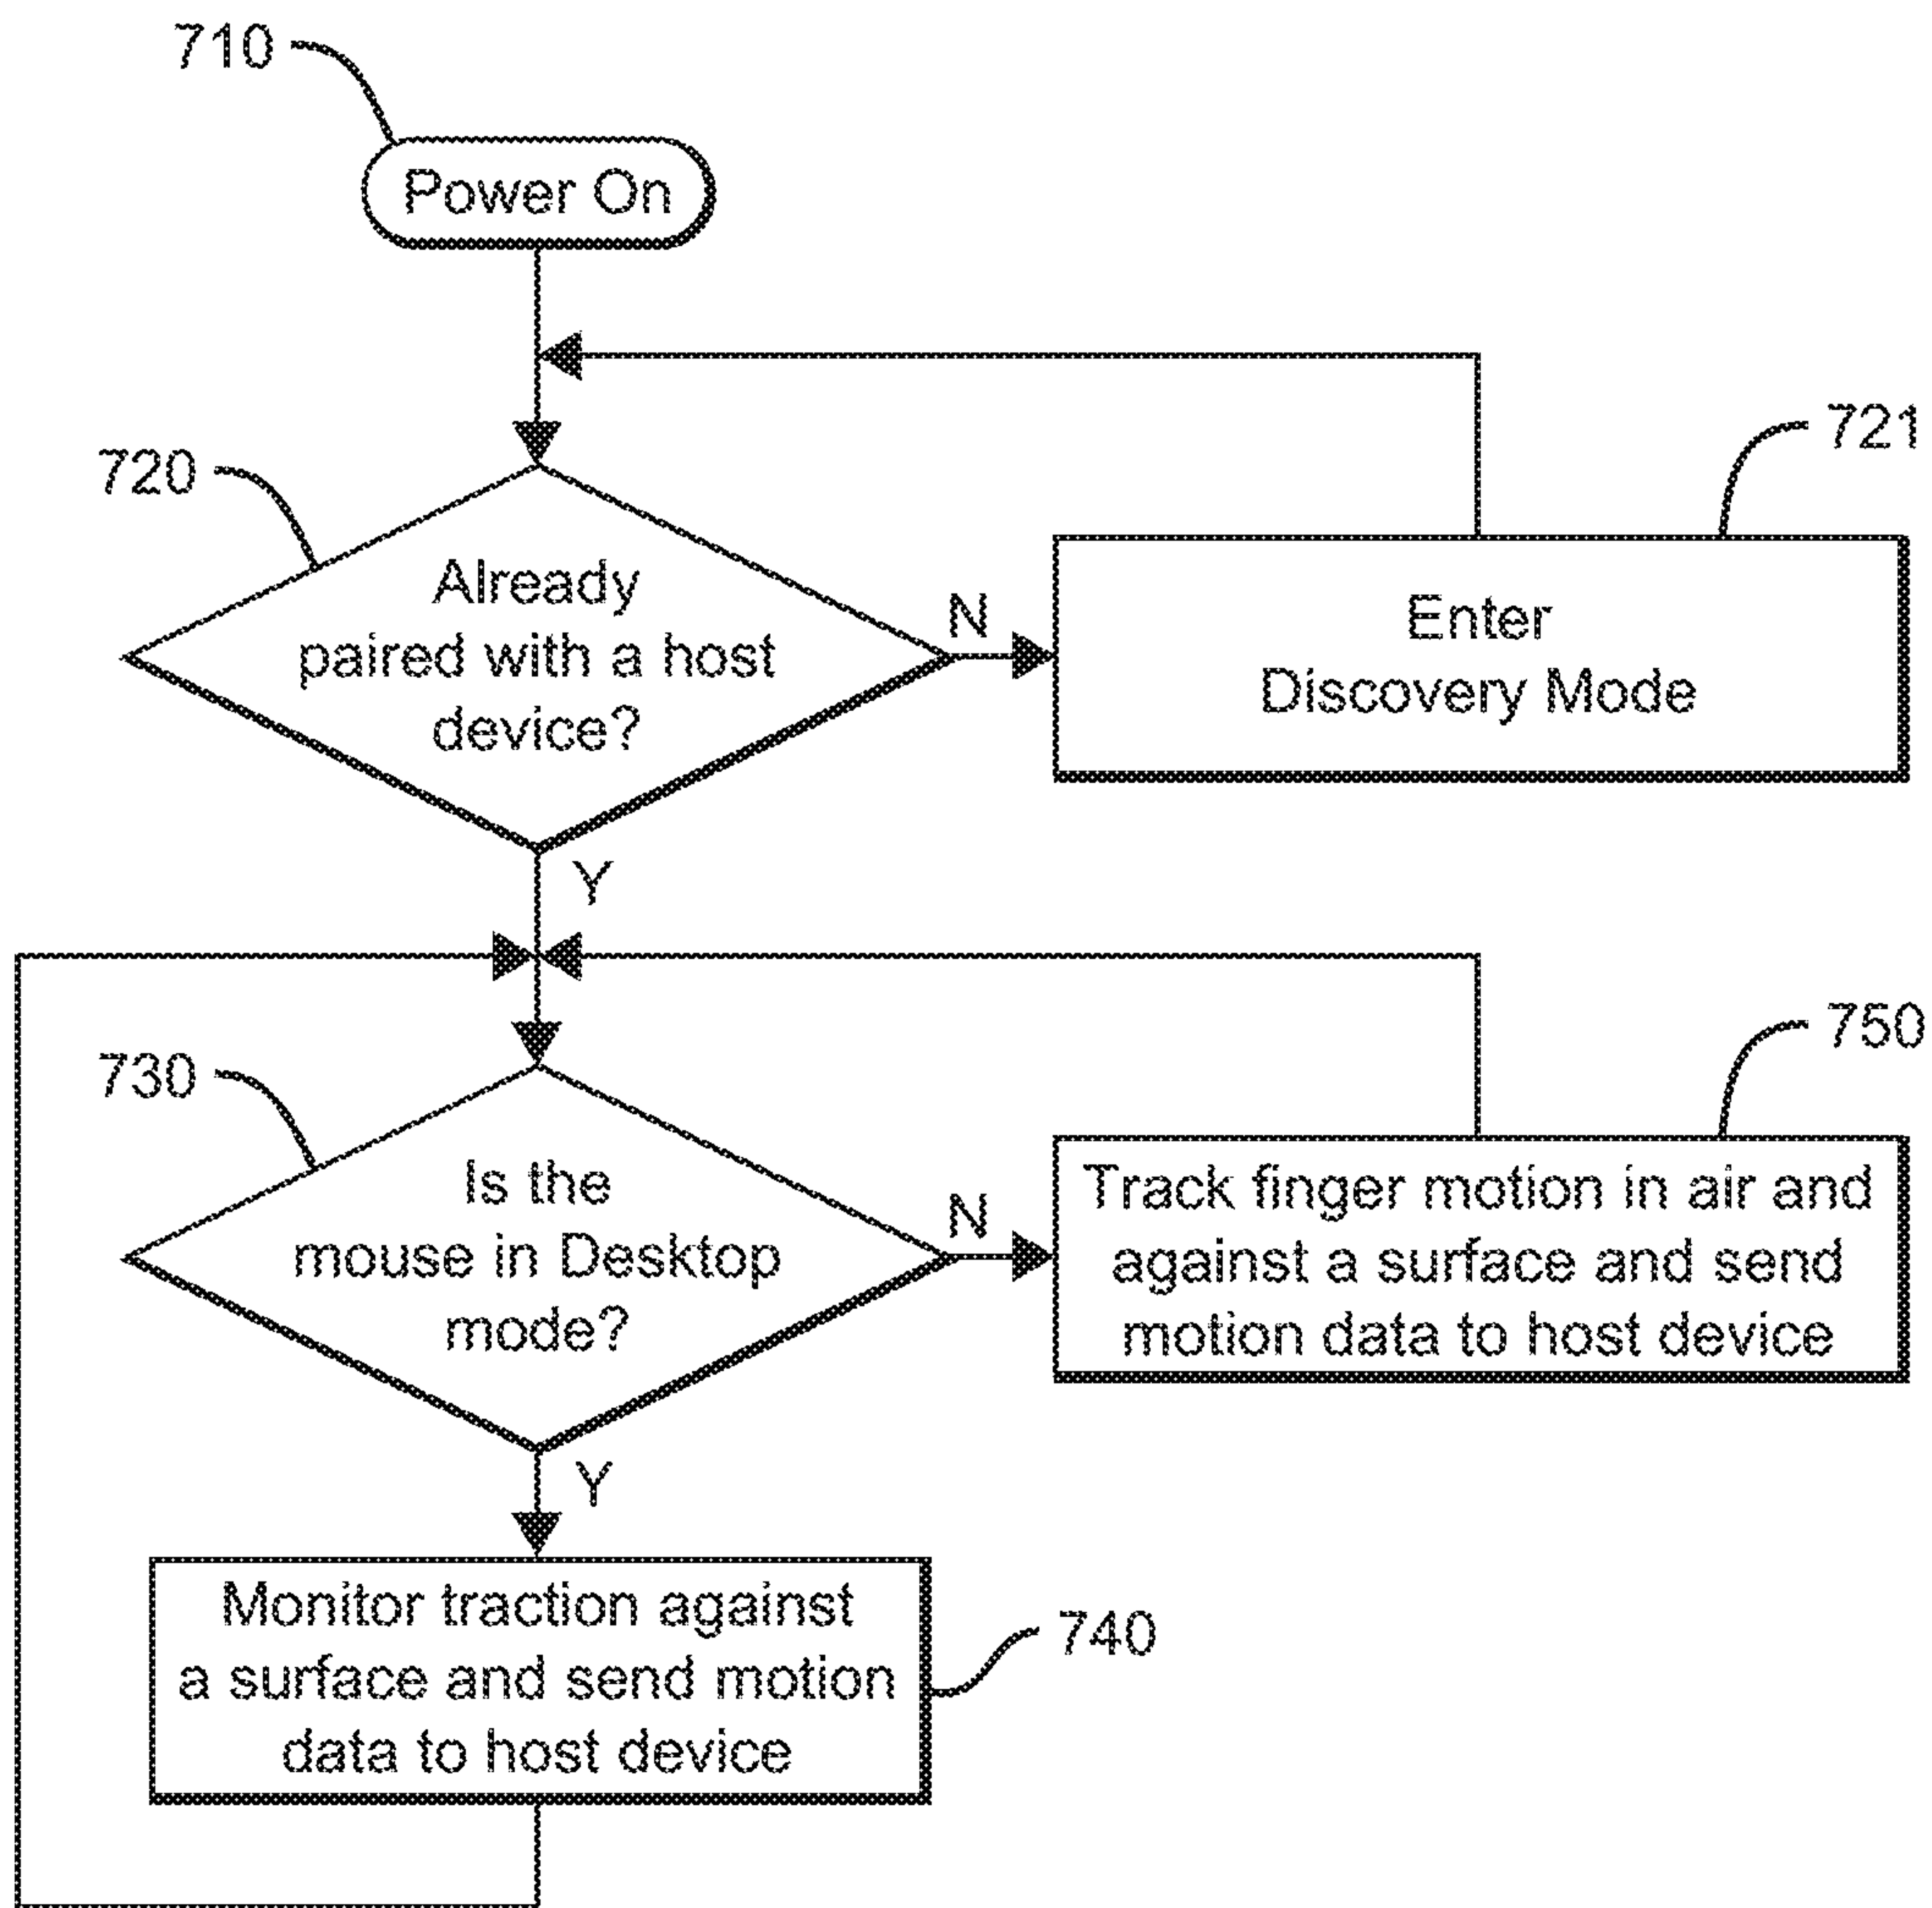 710
Power On
720
Already
paired with a host
device?
N
721
Enter
Discovery Mode
Y
730
Is the
mouse in Desktop
mode?
N
750
Track finger motion in air and
against a surface and send
motion data to host device
Y
Monitor traction against
a surface and send motion
data to host device
740